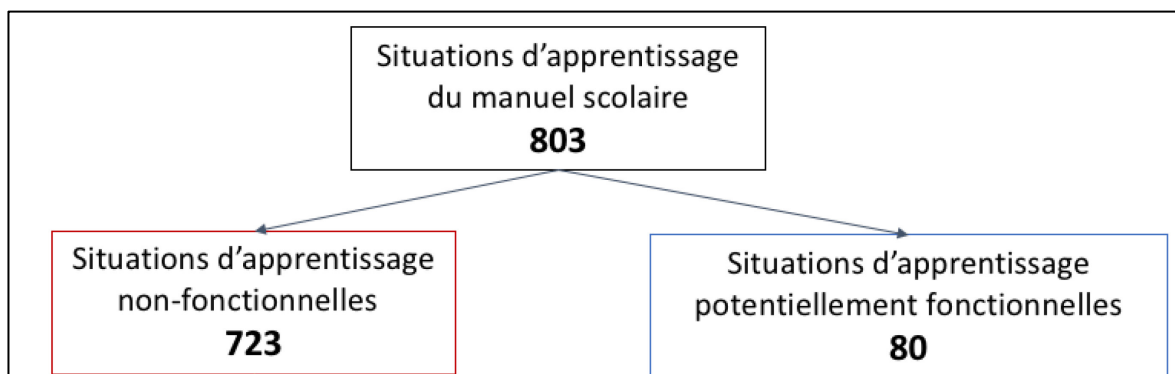 Situations d’apprentissage
du manuel scolaire
803
Situations d’apprentissage
non-fonctionnelles
723
Situations d’apprentissage
potentiellement fonctionnelles
80